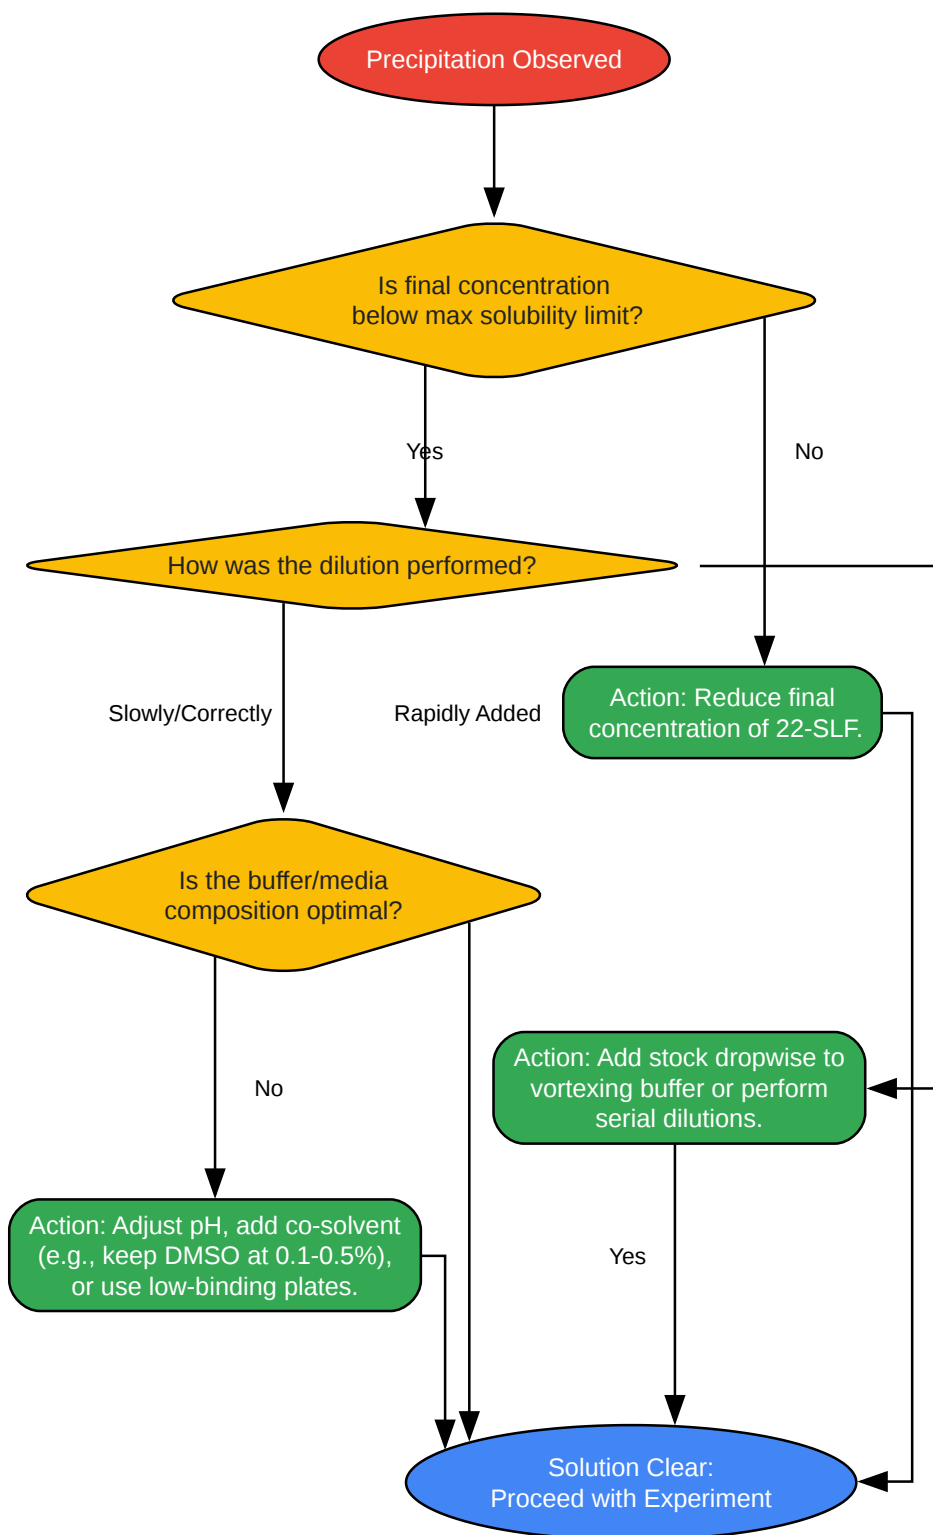 Precipitation Observed
Is final concentration
below max solubility limit?
Yes
No
How was the dilution performed?
Slowly/Correctly
Rapidly Added
Action: Reduce final
concentration of 22-SLF.
Is the buffer/media
composition optimal?
No
Action: Add stock dropwise to
vortexing buffer or perform
serial dilutions.
Action: Adjust pH, add co-solvent
(e.g., keep DMSO at 0.1-0.5%),
or use low-binding plates.
Yes
Solution Clear:
Proceed with Experiment